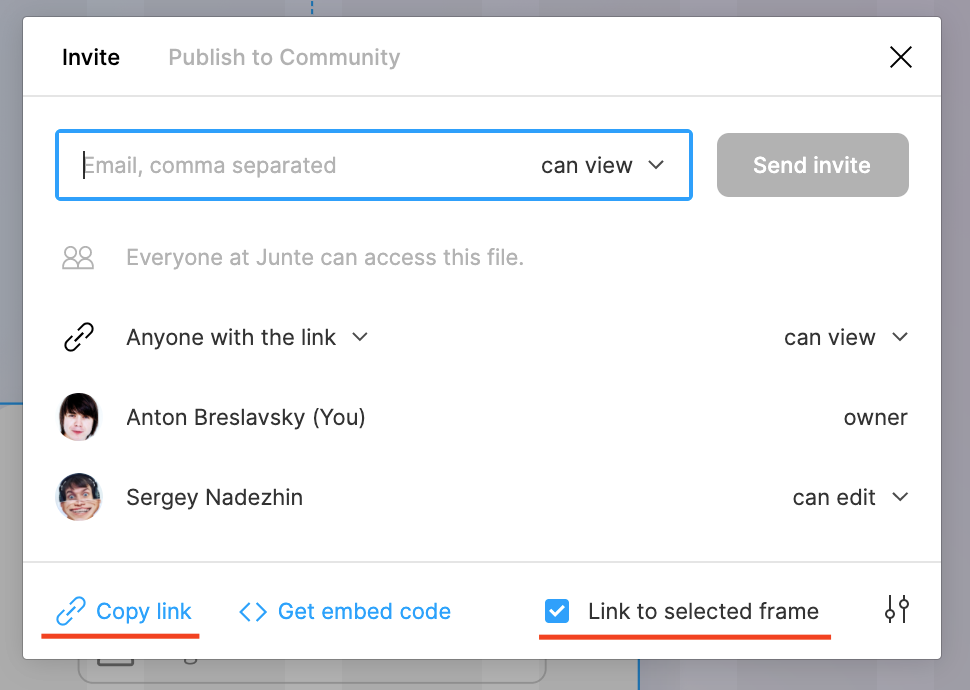 Invite Publish to Community
Email, comma separated can view Send invite
Everyone at Junte can access this file.
Anyone with the link can view
Anton Breslavsky (You) owner
Sergey Nadezhin can edit
Copy link <> Get embed code Link to selected frame